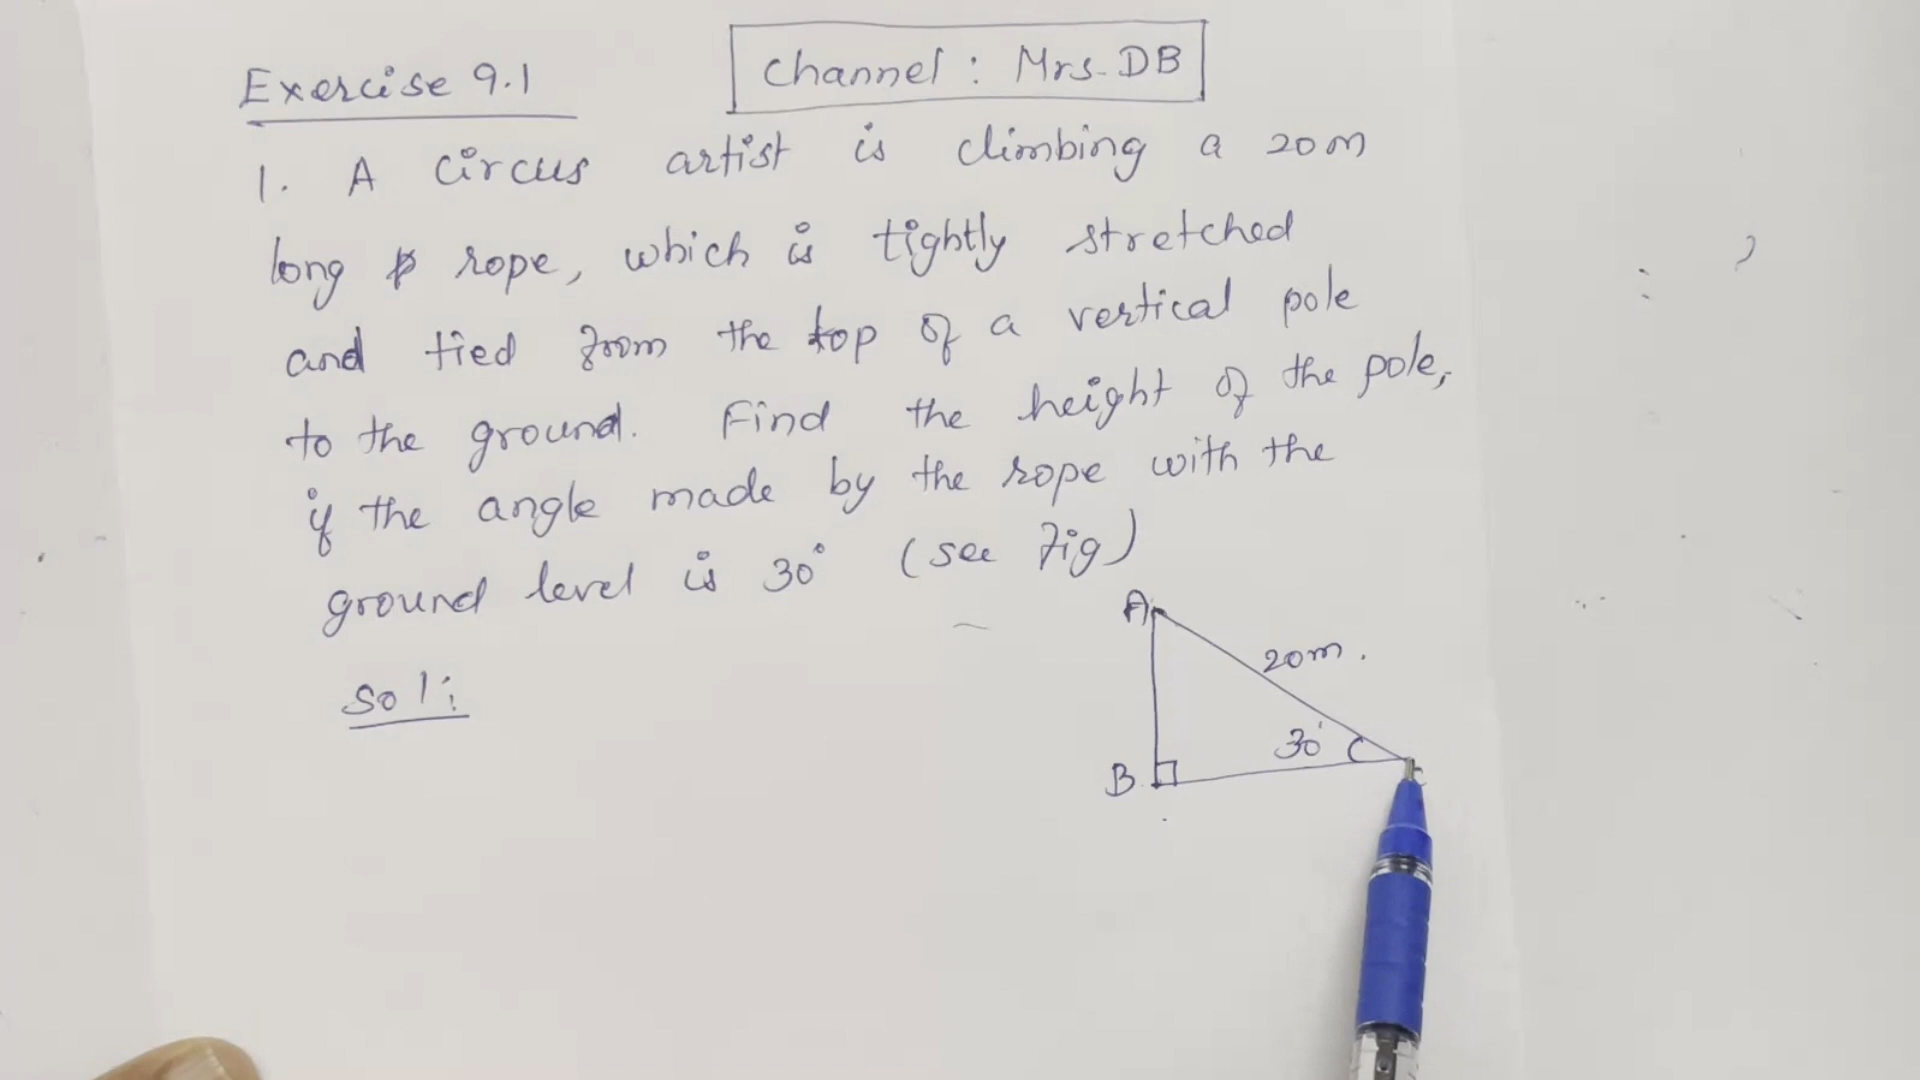 Exercise 9.1
Channel : Mrs. DB
1. A circus artist is climbing a 20m
long rope, which is tightly stretched
and tied from the top of a vertical pole
to the ground. Find the height of the pole,
if the angle made by the rope with the
ground level is 30° (see fig)
A
20m.
Sol:
30°
B